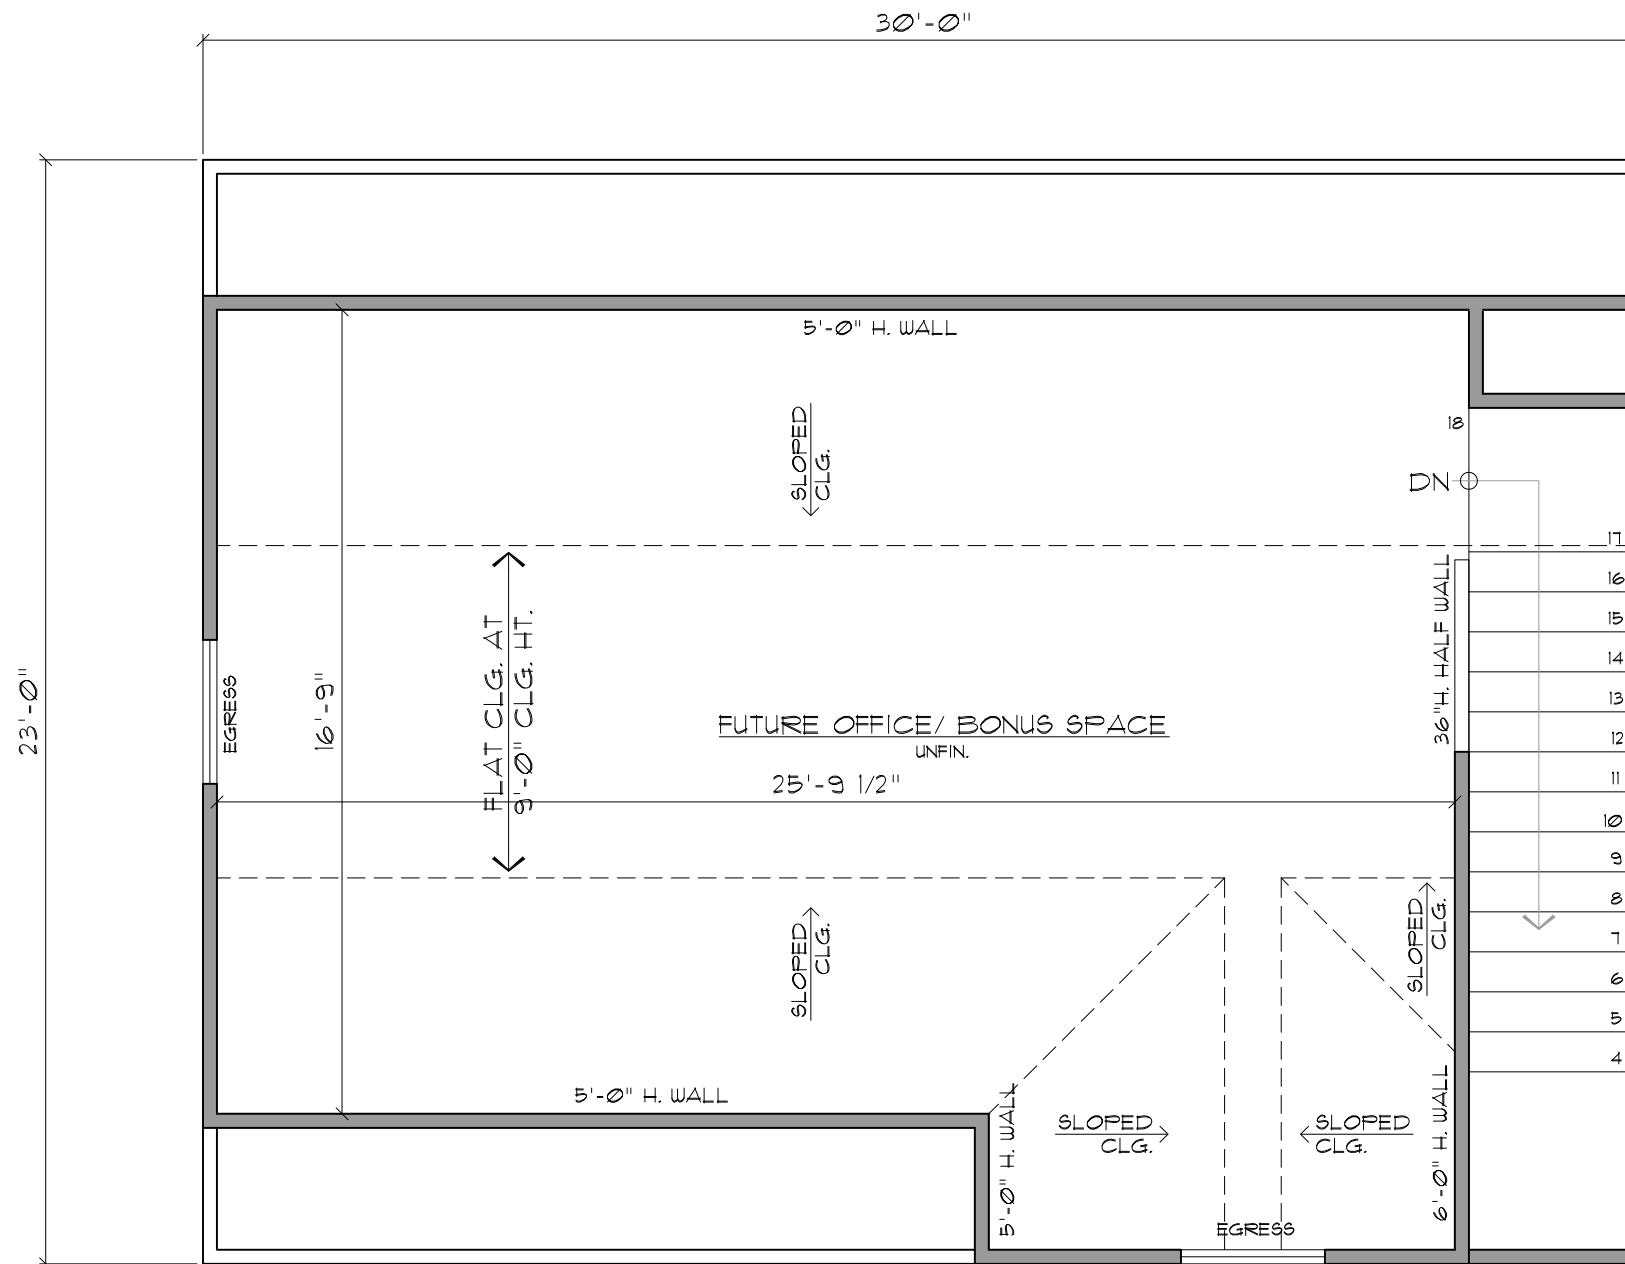 30'-0"
5'-0" H. WALL
18
SLOPED
CLG.
DN
17
16
15
14
13
12
11
10
9
8
7
6
5
4
36"H. HALF WALL
FLAT CLG. AT
9'-0" CLG. HT.
23'-0"
EGRESS
16'-9"
FUTURE OFFICE/ BONUS SPACE
UNFIN.
25'-9 1/2"
SLOPED
CLG.
SLOPED
CLG.
5'-0" H. WALL
5'-0" H. WALL
SLOPED
CLG.
SLOPED
CLG.
6'-0" H. WALL
EGRESS